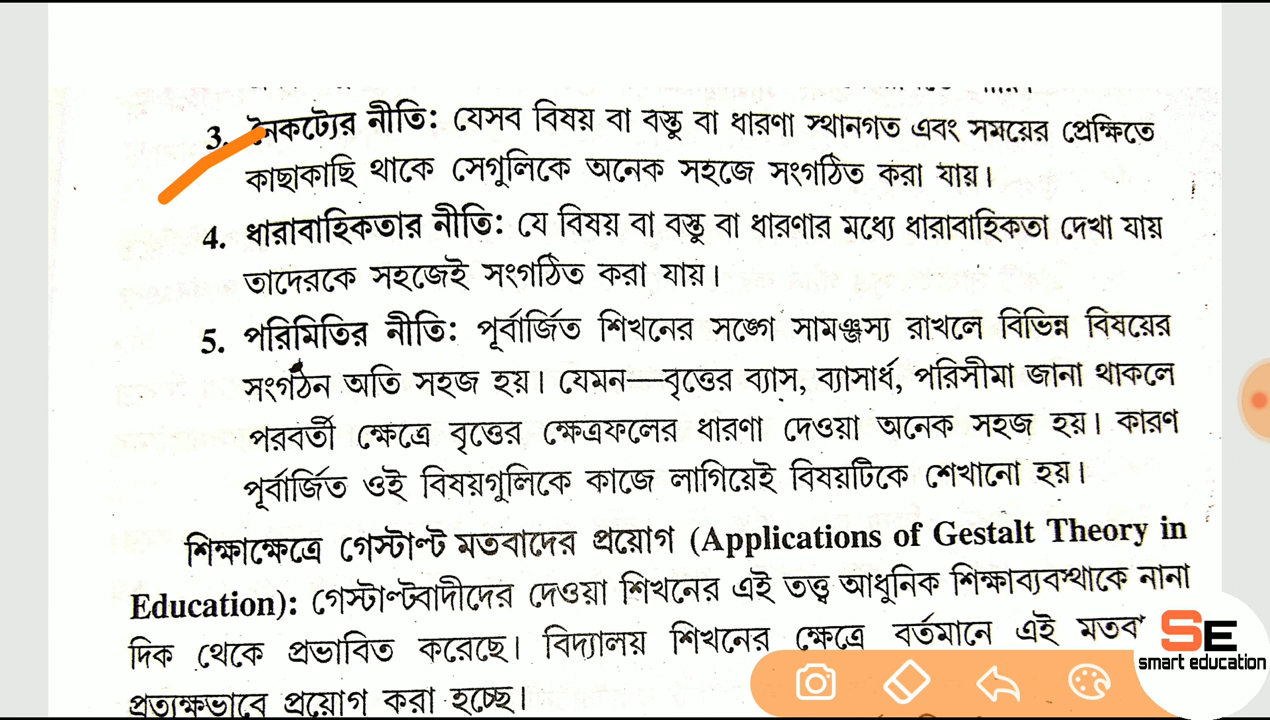 3. নৈকট্যের নীতি: যেসব বিষয় বা বস্তু বা ধারণা স্থানগত এবং সময়ের প্রেক্ষিতে
কাছাকাছি থাকে সেগুলিকে অনেক সহজে সংগঠিত করা যায়।
4. ধারাবাহিকতার নীতি: যে বিষয় বা বস্তু বা ধারণার মধ্যে ধারাবাহিকতা দেখা যায়
তাদেরকে সহজেই সংগঠিত করা যায়।
5. পরিমিতির নীতি: পূর্বার্জিত শিখনের সঙ্গে সামঞ্জস্য রাখলে বিভিন্ন বিষয়ের
সংগঠন অতি সহজ হয়। যেমন—বৃত্তের ব্যাস, ব্যাসার্ধ, পরিসীমা জানা থাকলে
পরবর্তী ক্ষেত্রে বৃত্তের ক্ষেত্রফলের ধারণা দেওয়া অনেক সহজ হয়। কারণ
পূর্বার্জিত ওই বিষয়গুলিকে কাজে লাগিয়েই বিষয়টিকে শেখানো হয়।
শিক্ষাক্ষেত্রে গেস্টাল্ট মতবাদের প্রয়োগ (Applications of Gestalt Theory in
Education): গেস্টাল্টবাদীদের দেওয়া শিখনের এই তত্ত্ব আধুনিক শিক্ষাব্যবস্থাকে নানা
দিক থেকে প্রভাবিত করেছে। বিদ্যালয় শিখনের ক্ষেত্রে বর্তমানে এই
প্রত্যক্ষভাবে প্রয়োগ করা হচ্ছে।
SE
smart education